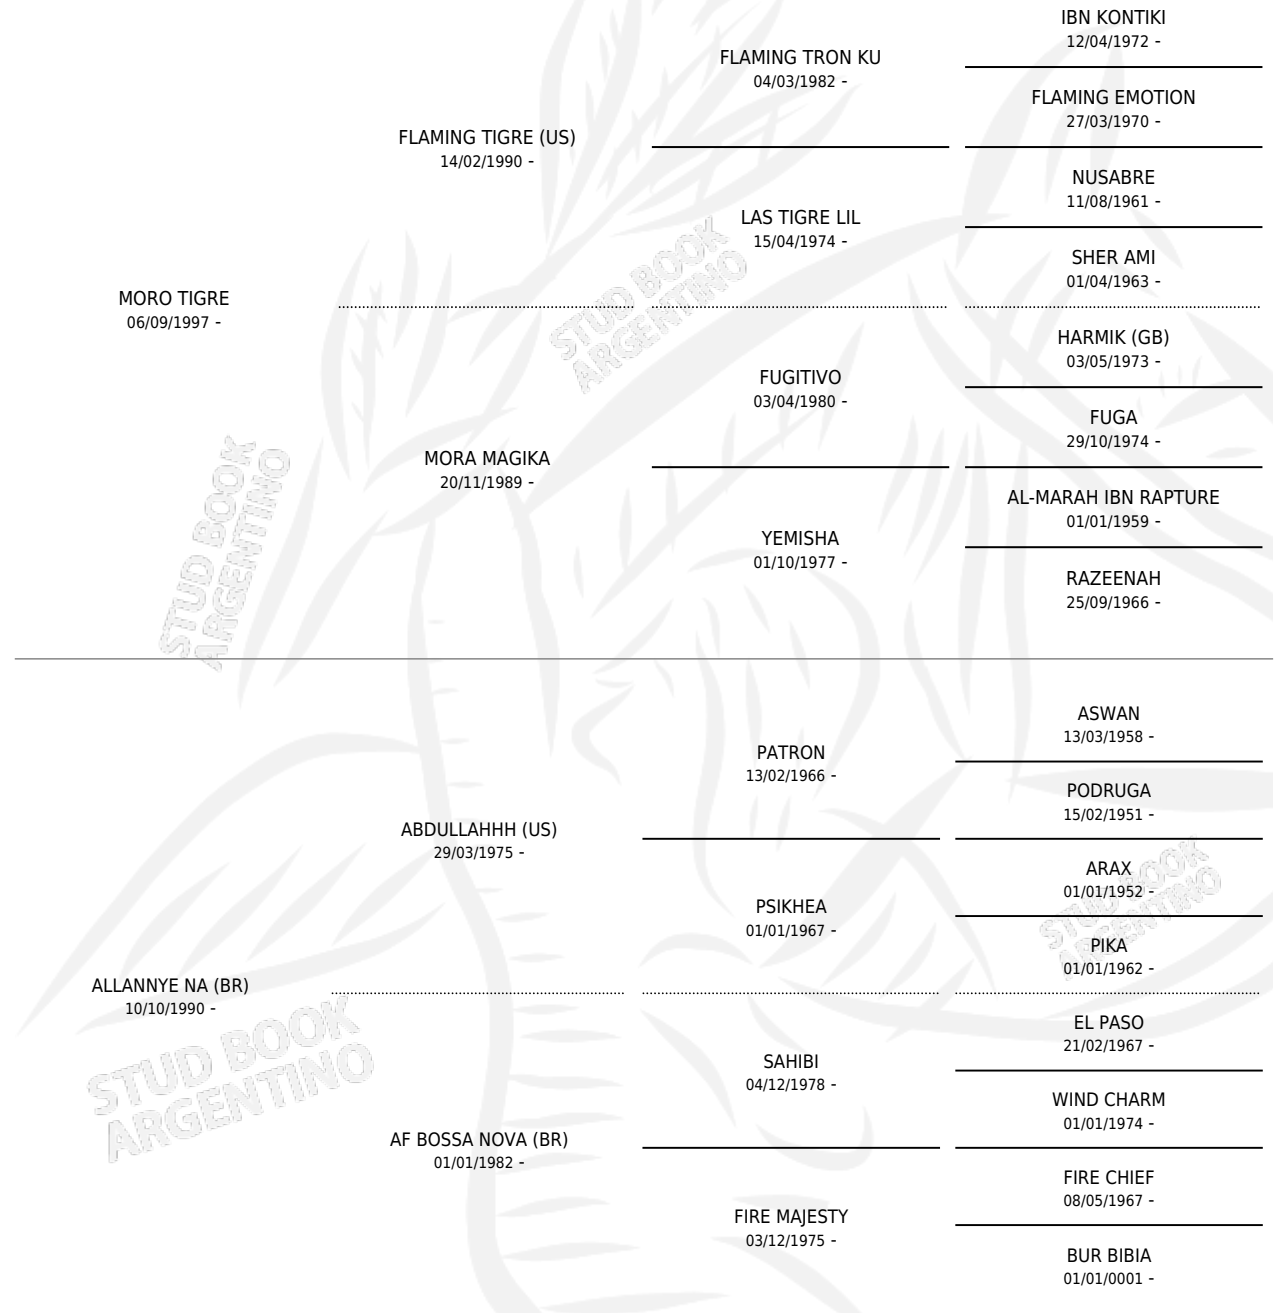 IBN KONTIKI
12/04/1972 -
FLAMING TRON KU
04/03/1982 -
FLAMING EMOTION
27/03/1970 -
FLAMING TIGRE (US)
14/02/1990 -
NUSABRE
11/08/1961 -
LAS TIGRE LIL
15/04/1974 -
SHER AMI
01/04/1963 -
MORO TIGRE
06/09/1997 -
STUD BOOK
ARGENTINO
HARMIK (GB)
03/05/1973 -
FUGITIVO
03/04/1980 -
FUGA
29/10/1974 -
MORA MAGIKA
20/11/1989 -
AL-MARAH IBN RAPTURE
01/01/1959 -
YEMISHA
01/10/1977 -
RAZEENAH
25/09/1966 -
STUD BOOK
ARGENTINO
ASWAN
13/03/1958 -
PATRON
13/02/1966 -
PODRUGA
15/02/1951 -
ABDULLAHHH (US)
29/03/1975 -
ARAX
01/01/1952 -
PSIKHEA
01/01/1967 -
PIKA
01/01/1962 -
STUD BOOK
ARGENTINO
ALLANNYE NA (BR)
10/10/1990 -
EL PASO
21/02/1967 -
SAHIBI
04/12/1978 -
WIND CHARM
01/01/1974 -
STUD BOOK
ARGENTINO
AF BOSSA NOVA (BR)
01/01/1982 -
FIRE CHIEF
08/05/1967 -
FIRE MAJESTY
03/12/1975 -
BUR BIBIA
01/01/0001 -